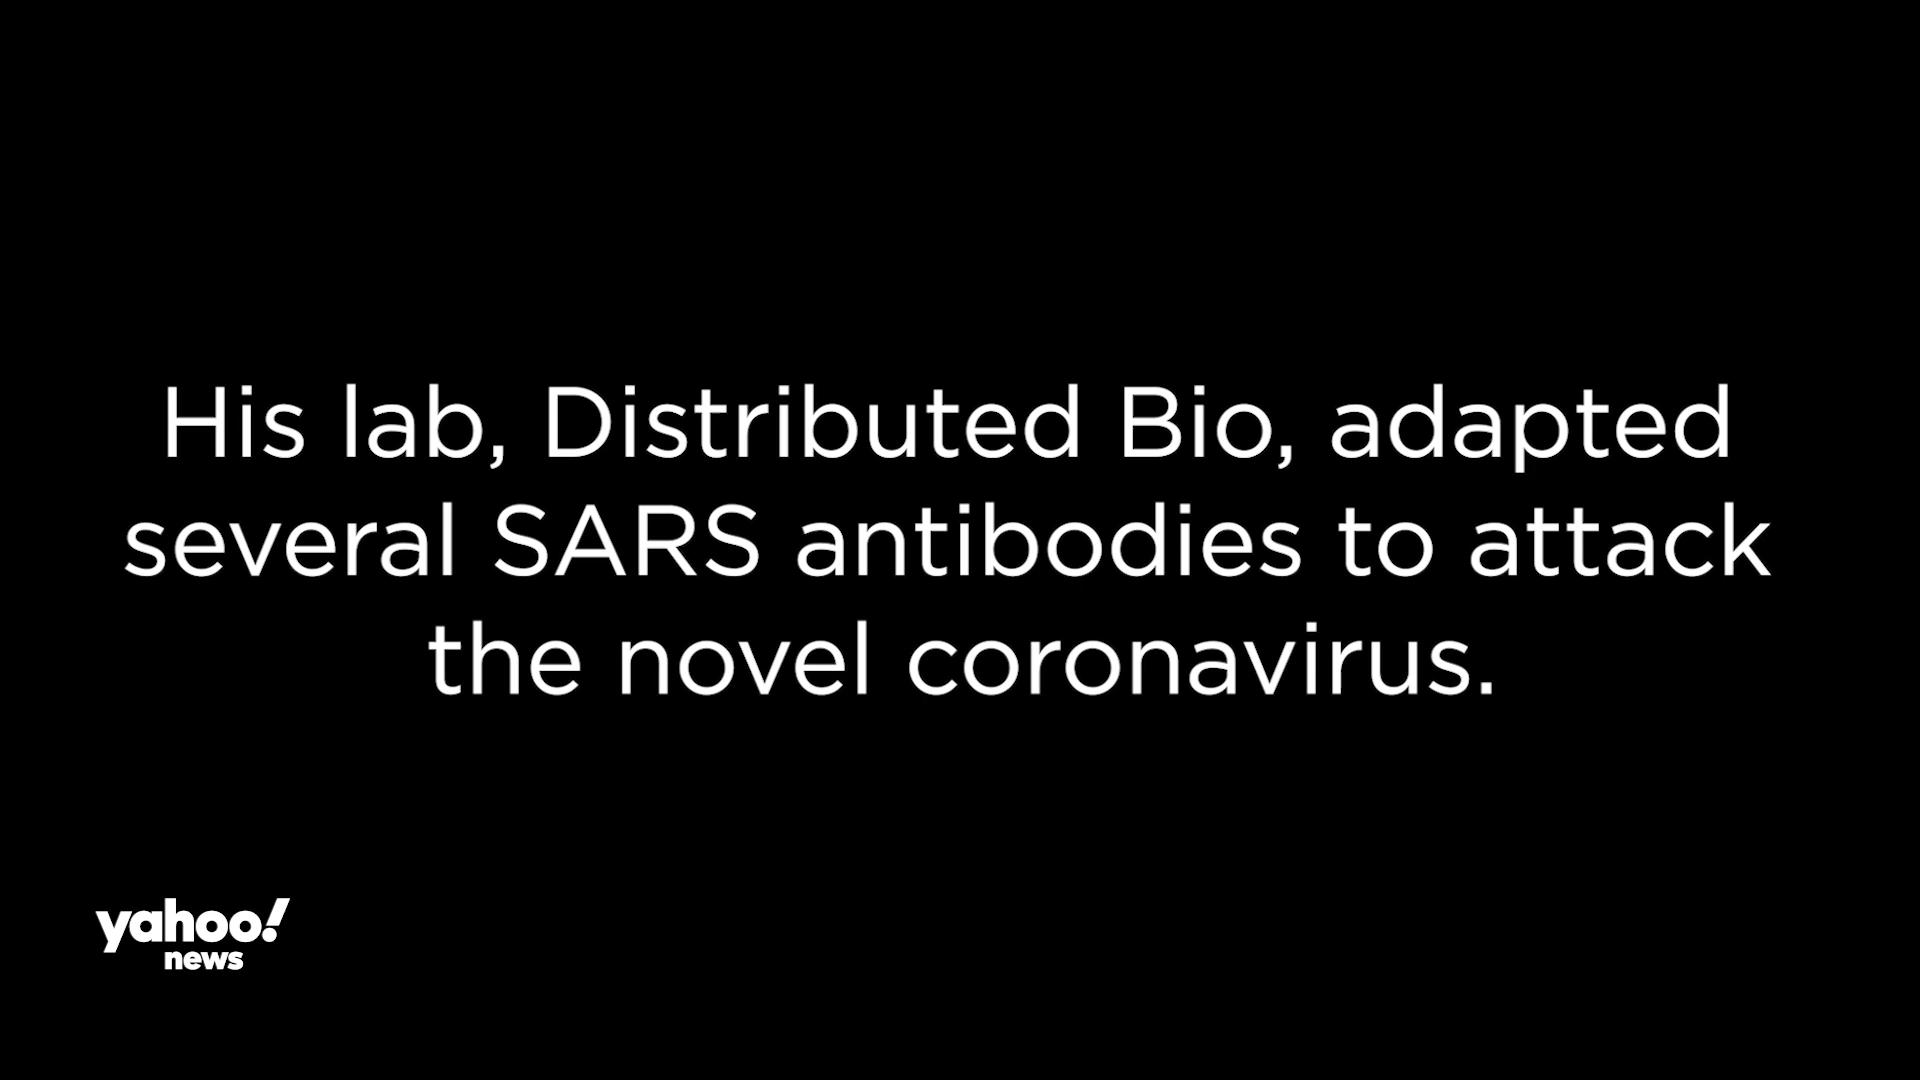 His lab, Distributed Bio, adapted
several SARS antibodies to attack
the novel coronavirus.
yahoo!
news